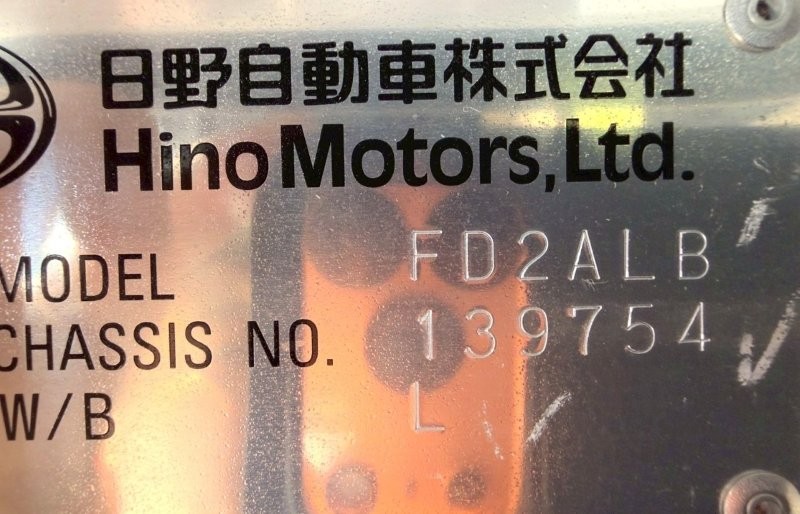 日野自動車株式会社
Hino Motors, Ltd.
MODEL FD2ALB
CHASSIS NO. 139754
W/B L